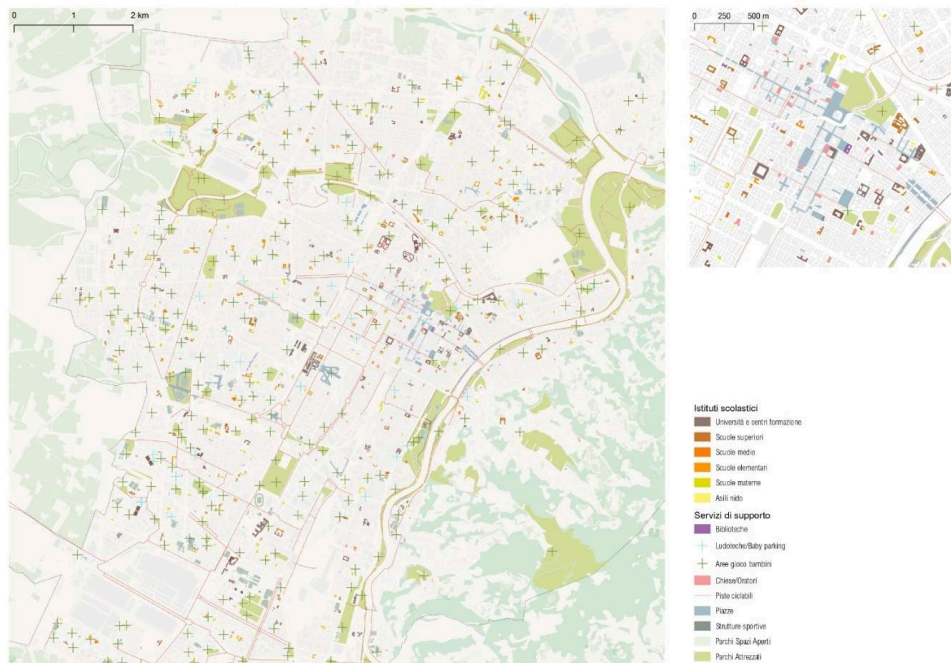 0 1 2 km
0 250 500 m
Istituti scolastici
Università e sentri formazione
Scuole superiori
Scuole medie
Scuole elementari
Scuole materne
Asili nido
Servizi di supporto
Biblioteche
Ludoteche/Baby parking
Aree gioco bambini
Chiese/Oratori
Piste ciclabili
Piazze
Strutture sportive
Parchi Spazi Aperti
Parchi Attrezzati